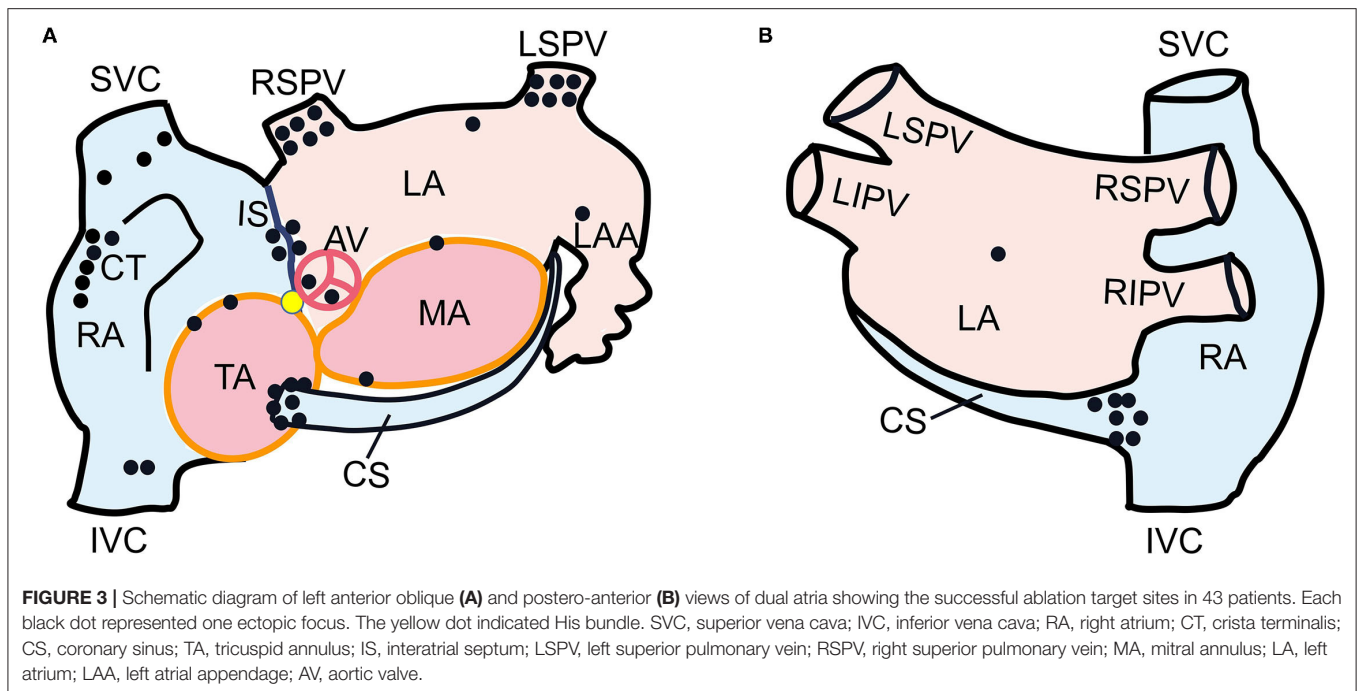 A
B
SVC
RSPV
LSPV
LA
IS
AV
LAA
CT
RA
MA
TA
CS
IVC
SVC
LSPV
LIPV
RSPV
RIPV
LA
RA
CS
IVC
FIGURE 3 | Schematic diagram of left anterior oblique (A) and postero-anterior (B) views of dual atria showing the successful ablation target sites in 43 patients. Each
black dot represented one ectopic focus. The yellow dot indicated His bundle. SVC, superior vena cava; IVC, inferior vena cava; RA, right atrium; CT, crista terminalis;
CS, coronary sinus; TA, tricuspid annulus; IS, interatrial septum; LSPV, left superior pulmonary vein; RSPV, right superior pulmonary vein; MA, mitral annulus; LA, left
atrium; LAA, left atrial appendage; AV, aortic valve.